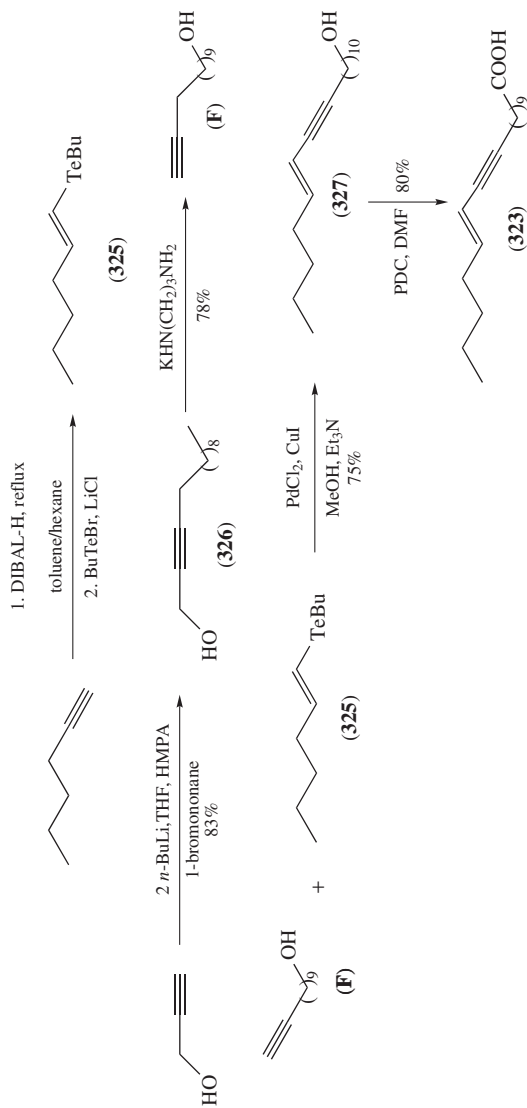 1. DIBAL-H, reflux
toluene/hexane
2. BuTeBr, LiCl
TeBu
(325)
HO
2 n-BuLi,THF, HMPA
1-bromononane
83%
HO
(326)
( )8
KHN(CH2)3NH2
78%
( )9
OH
(F)
( )9
OH
(F)
+
TeBu
(325)
PdCl2, CuI
MeOH, Et3N
75%
( )10
OH
(327)
PDC, DMF
80%
( )9
COOH
(323)